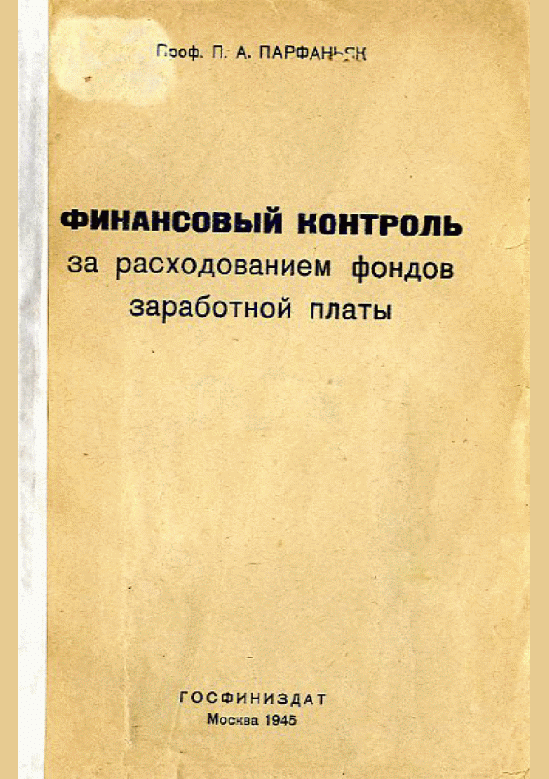 Проф. П. А. ПАРФАНЬЯК
ФИНАНСОВЫЙ КОНТРОЛЬ
за расходованием фондов
заработной платы
ГОСФИНИЗДАТ
Москва 1945